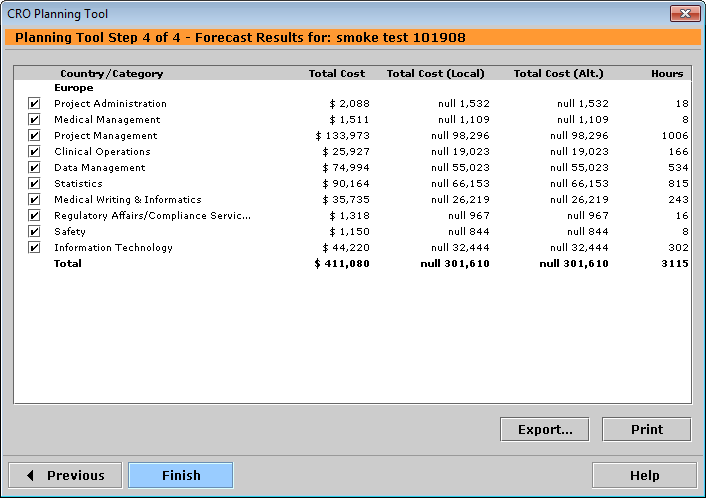 CRO Planning Tool
Planning Tool Step 4 of 4 - Forecast Results for: smoke test 101908
Country/Category Total Cost Total Cost (Local) Total Cost (Alt.) Hours
Europe
Project Administration $ 2,088 null 1,532 null 1,532 18
Medical Management $ 1,511 null 1,109 null 1,109 8
Project Management $ 133,973 null 98,296 null 98,296 1006
Clinical Operations $ 25,927 null 19,023 null 19,023 166
Data Management $ 74,994 null 55,023 null 55,023 534
Statistics $ 90,164 null 66,153 null 66,153 815
Medical Writing & Informatics $ 35,735 null 26,219 null 26,219 243
Regulatory Affairs/Compliance Servic... $ 1,318 null 967 null 967 16
Safety $ 1,150 null 844 null 844 8
Information Technology $ 44,220 null 32,444 null 32,444 302
Total $ 411,080 null 301,610 null 301,610 3115
Export... Print
Previous Finish Help